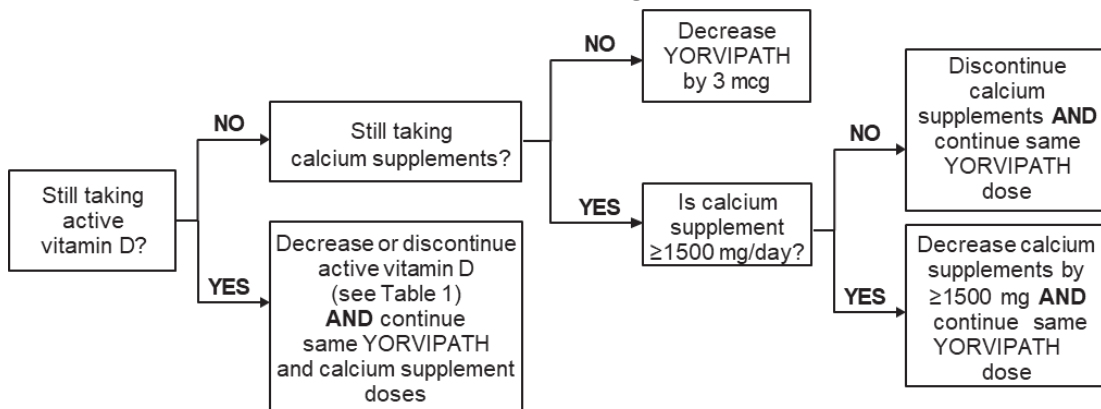 Still taking
active
vitamin D?
NO
Still taking
calcium supplements?
NO
Decrease
YORVIPATH
by 3 mcg
YES
Is calcium
supplement
≥1500 mg/day?
NO
Discontinue
calcium
supplements AND
continue same
YORVIPATH
dose
YES
Decrease calcium
supplements by
≥1500 mg AND
continue same
YORVIPATH
dose
YES
Decrease or discontinue
active vitamin D
(see Table 1)
AND continue
same YORVIPATH
and calcium supplement
doses